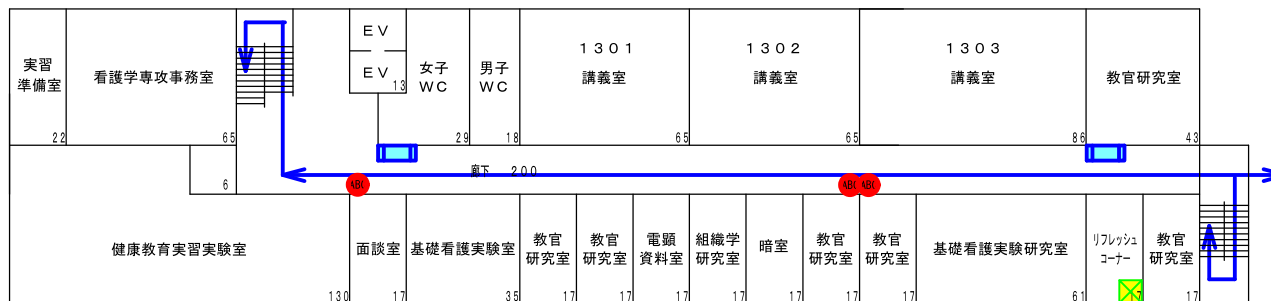 実習
準備室
22
看護学専攻事務室
65
EV
EV
13
女子
WC
29
男子
WC
18
1301
講義室
65
1302
講義室
65
1303
講義室
86
教官研究室
43
廊下 200
6
ABC
ABC
ABC
健康教育実習実験室
130
面談室
17
基礎看護実験室
35
教官
研究室
17
教官
研究室
17
電顕
資料室
17
組織学
研究室
17
暗室
17
教官
研究室
17
教官
研究室
17
基礎看護実験研究室
61
リフレッシュ
コーナー
7
教官
研究室
17